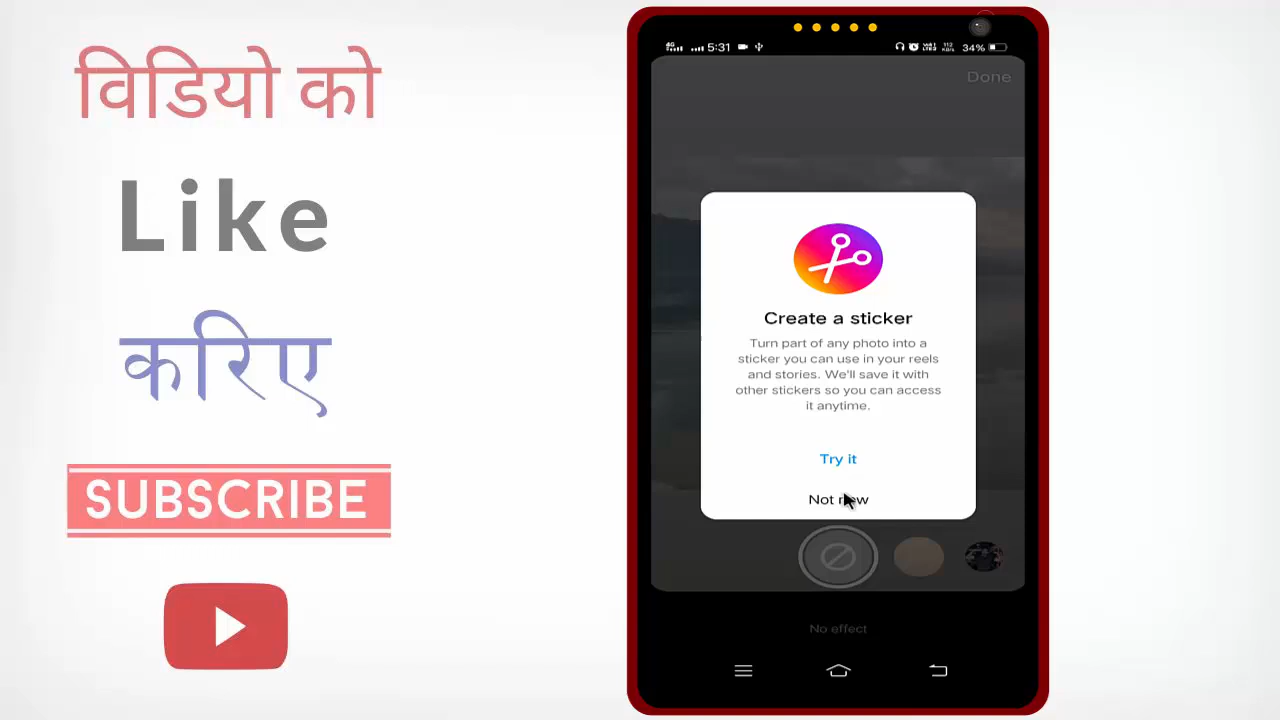 विडियो को
Like
करिए
SUBSCRIBE
5:31
34%
Done
Create a sticker
Turn part of any photo into a
sticker you can use in your reels
and stories. We'll save it with
other stickers so you can access
it anytime.
Try it
Not now
No effect